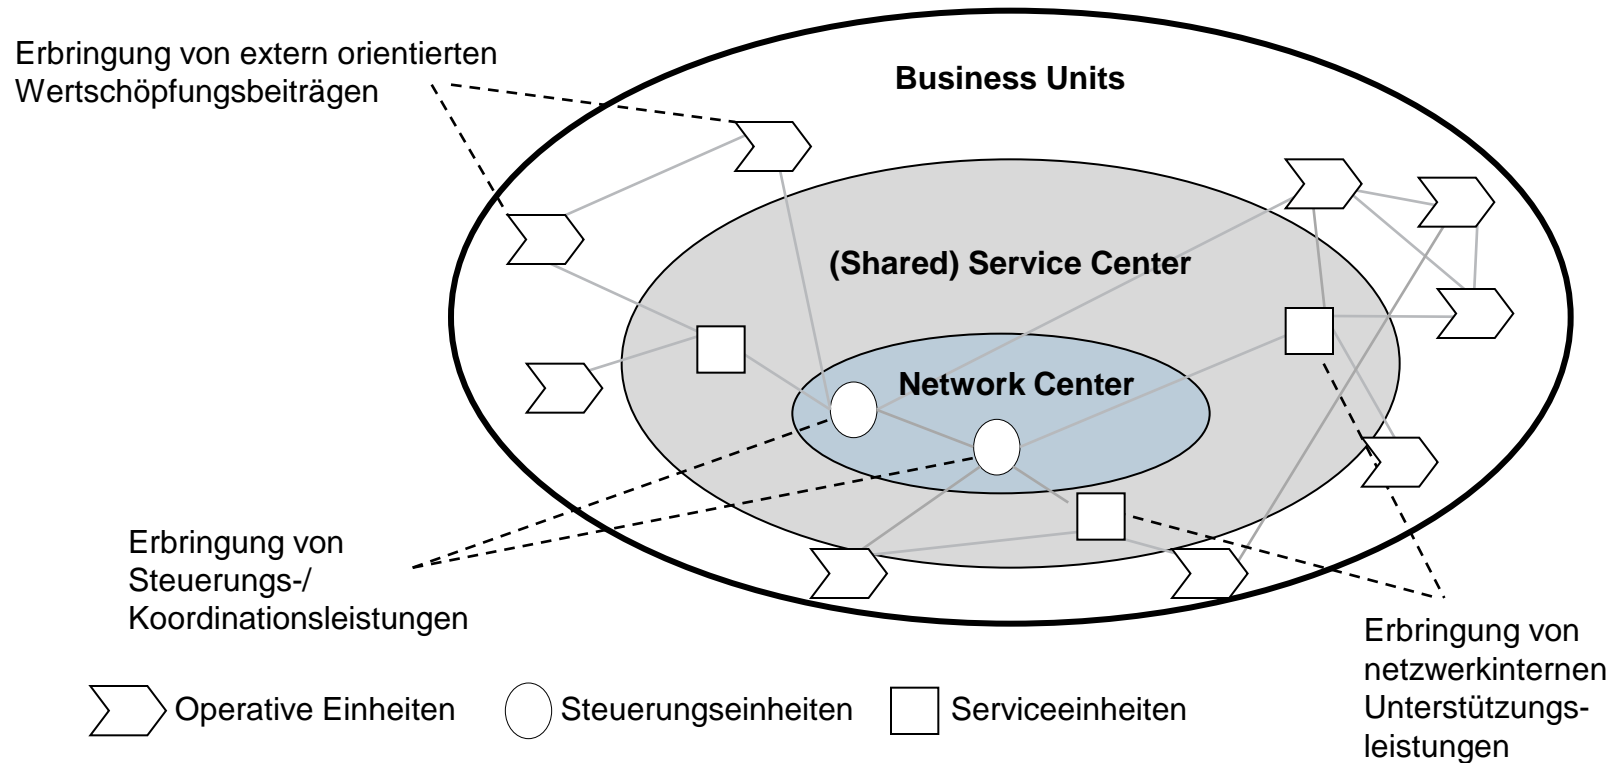 Erbringung von extern orientierten
Wertschöpfungsbeiträgen
Business Units
(Shared) Service Center
Network Center
Erbringung von
Steuerungs-/
Koordinationsleistungen
Erbringung von
netzwerkinternen
Unterstützungs-
leistungen
Operative Einheiten
Steuerungseinheiten
Serviceeinheiten